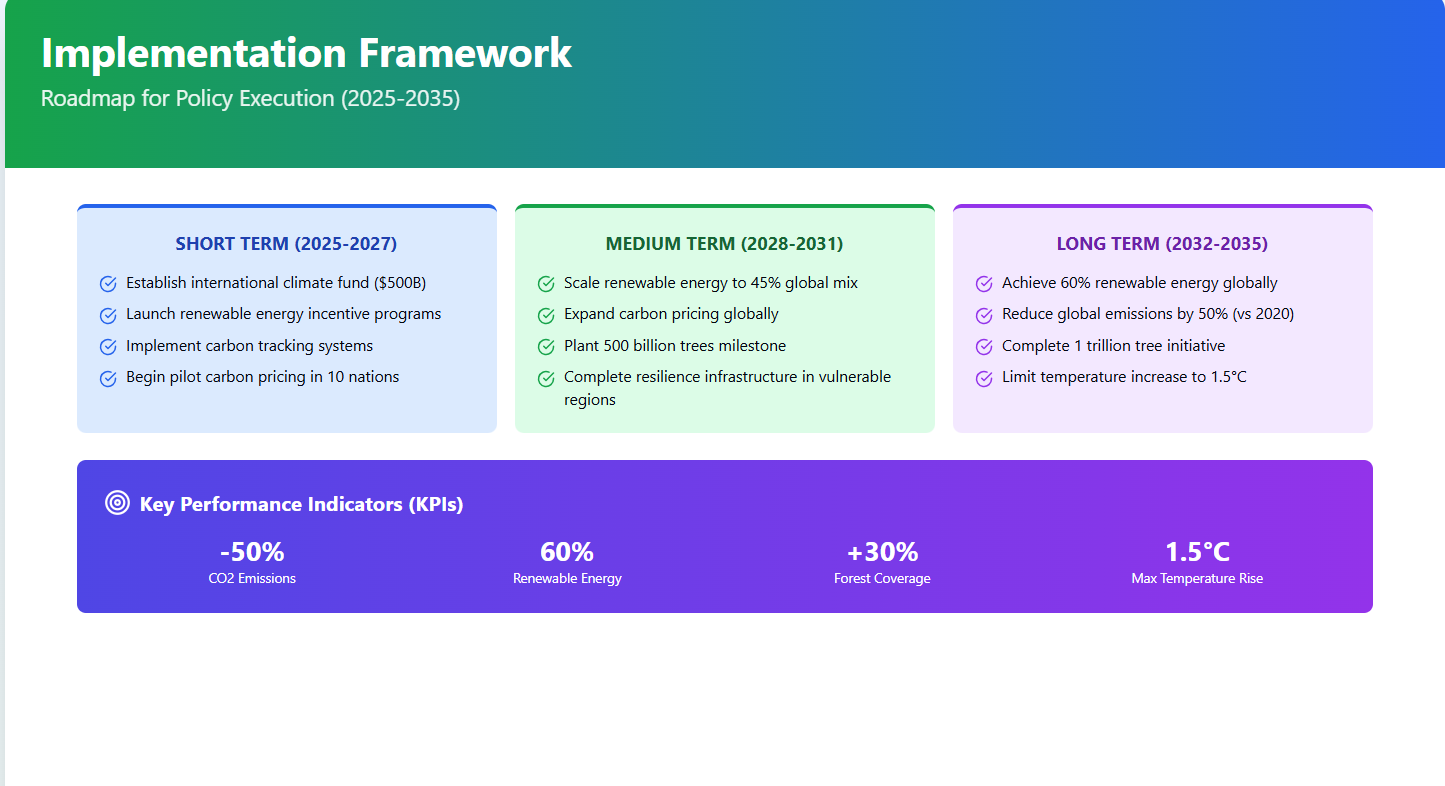 Implementation Framework
Roadmap for Policy Execution (2025-2035)
SHORT TERM (2025-2027)
Establish international climate fund ($500B)
Launch renewable energy incentive programs
Implement carbon tracking systems
Begin pilot carbon pricing in 10 nations
MEDIUM TERM (2028-2031)
Scale renewable energy to 45% global mix
Expand carbon pricing globally
Plant 500 billion trees milestone
Complete resilience infrastructure in vulnerable
regions
LONG TERM (2032-2035)
Achieve 60% renewable energy globally
Reduce global emissions by 50% (vs 2020)
Complete 1 trillion tree initiative
Limit temperature increase to 1.5°C
Key Performance Indicators (KPIs)
-50%
CO2 Emissions
60%
Renewable Energy
+30%
Forest Coverage
1.5°C
Max Temperature Rise